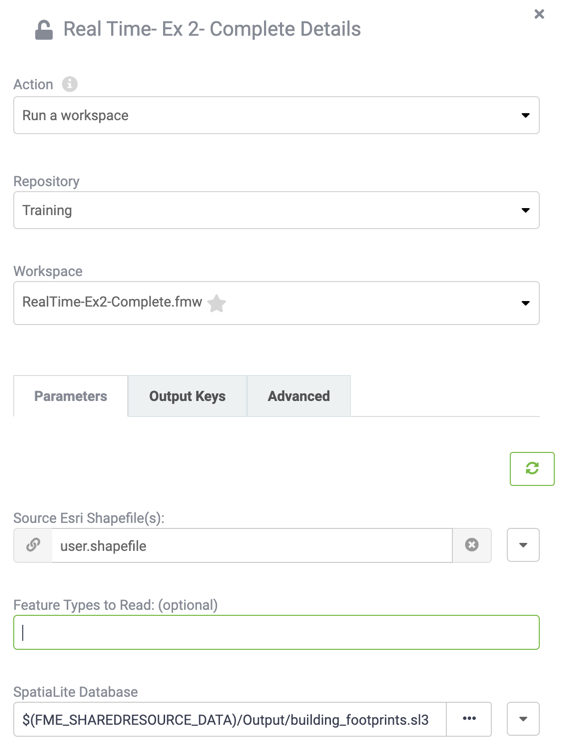 Real Time- Ex 2- Complete Details
Action
Run a workspace
Repository
Training
Workspace
RealTime-Ex2-Complete.fmw
Parameters Output Keys Advanced
Source Esri Shapefile(s):
user.shapefile
Feature Types to Read: (optional)
SpatiaLite Database
$(FME_SHAREDRESOURCE_DATA)/Output/building_footprints.sl3 ···